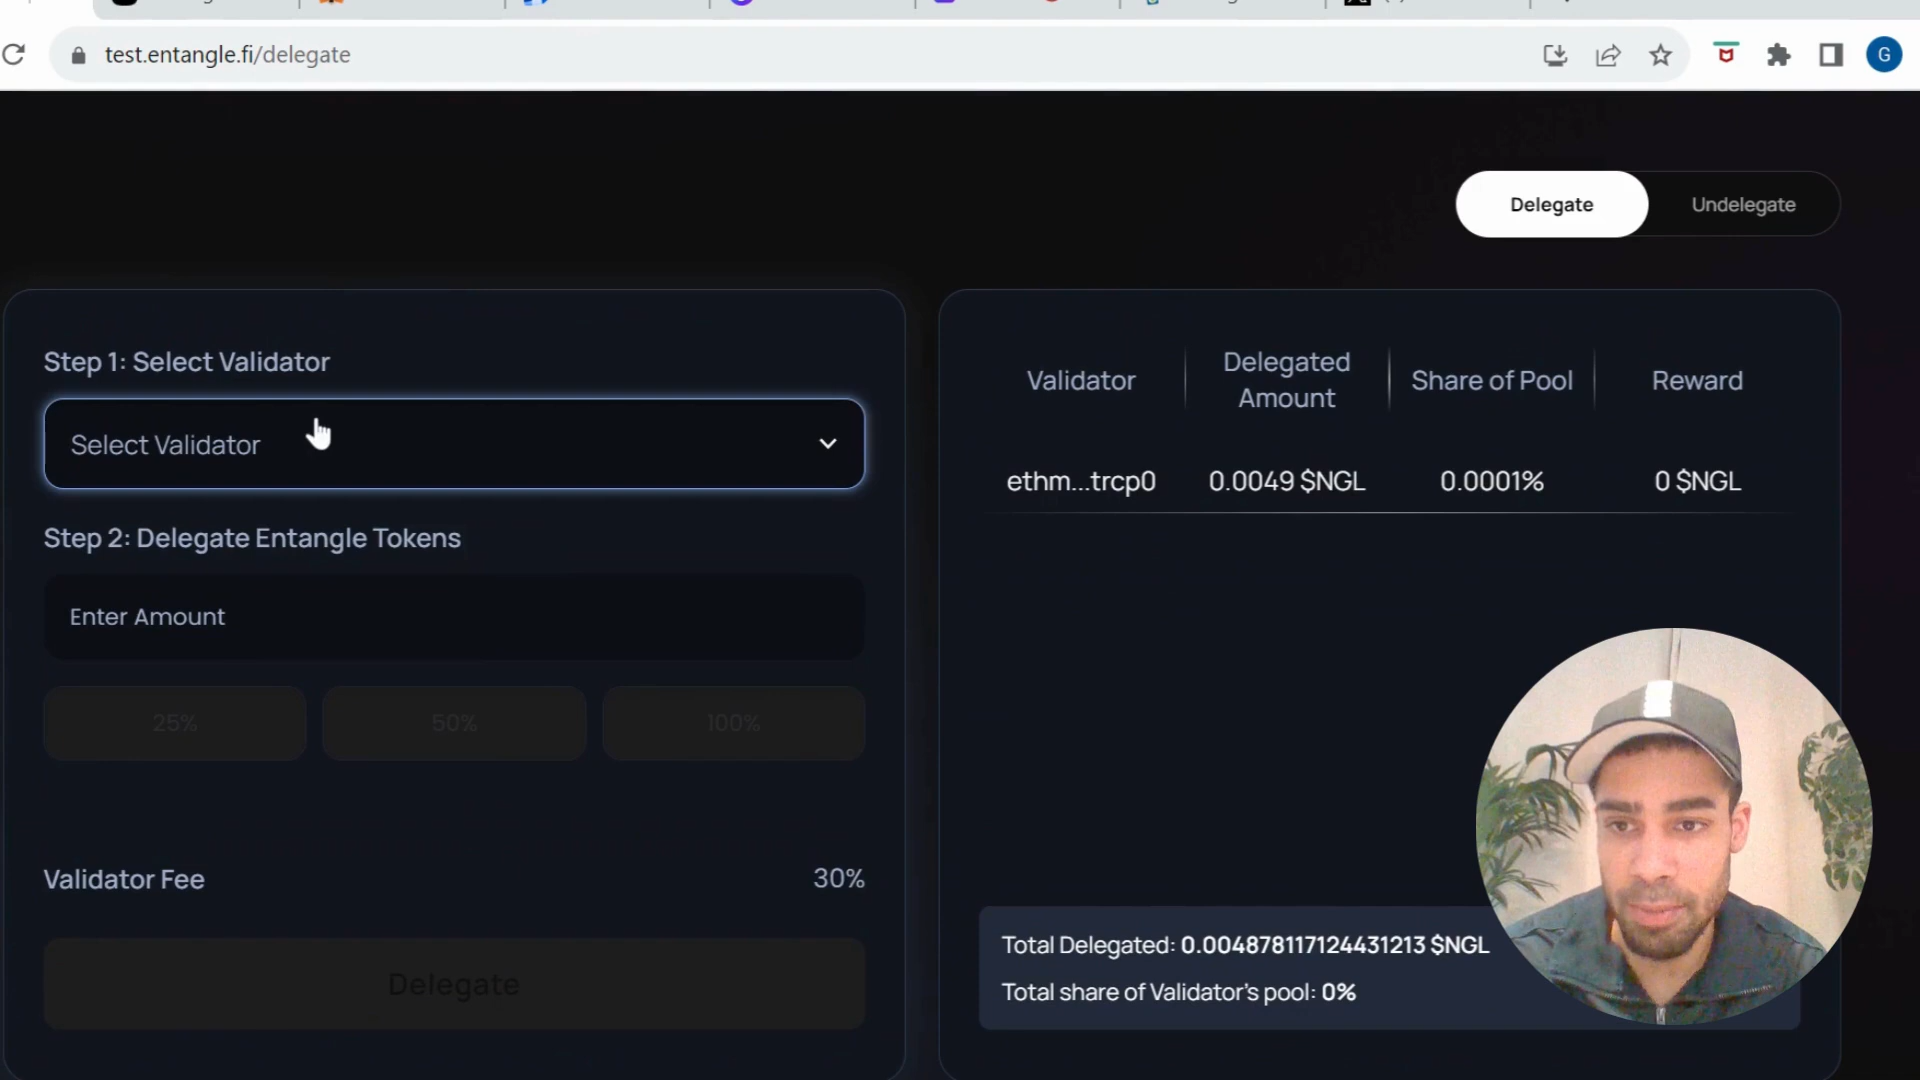 test.entangle.fi/delegate
G
Delegate
Undelegate
Step 1: Select Validator
Select Validator
Step 2: Delegate Entangle Tokens
Enter Amount
25%
50%
100%
Validator Fee
30%
Delegate
Validator
Delegated
Amount
Share of Pool
Reward
ethm...trcp0
0.0049 $NGL
0.0001%
0 $NGL
Total Delegated: 0.004878117124431213 $NGL
Total share of Validator's pool: 0%